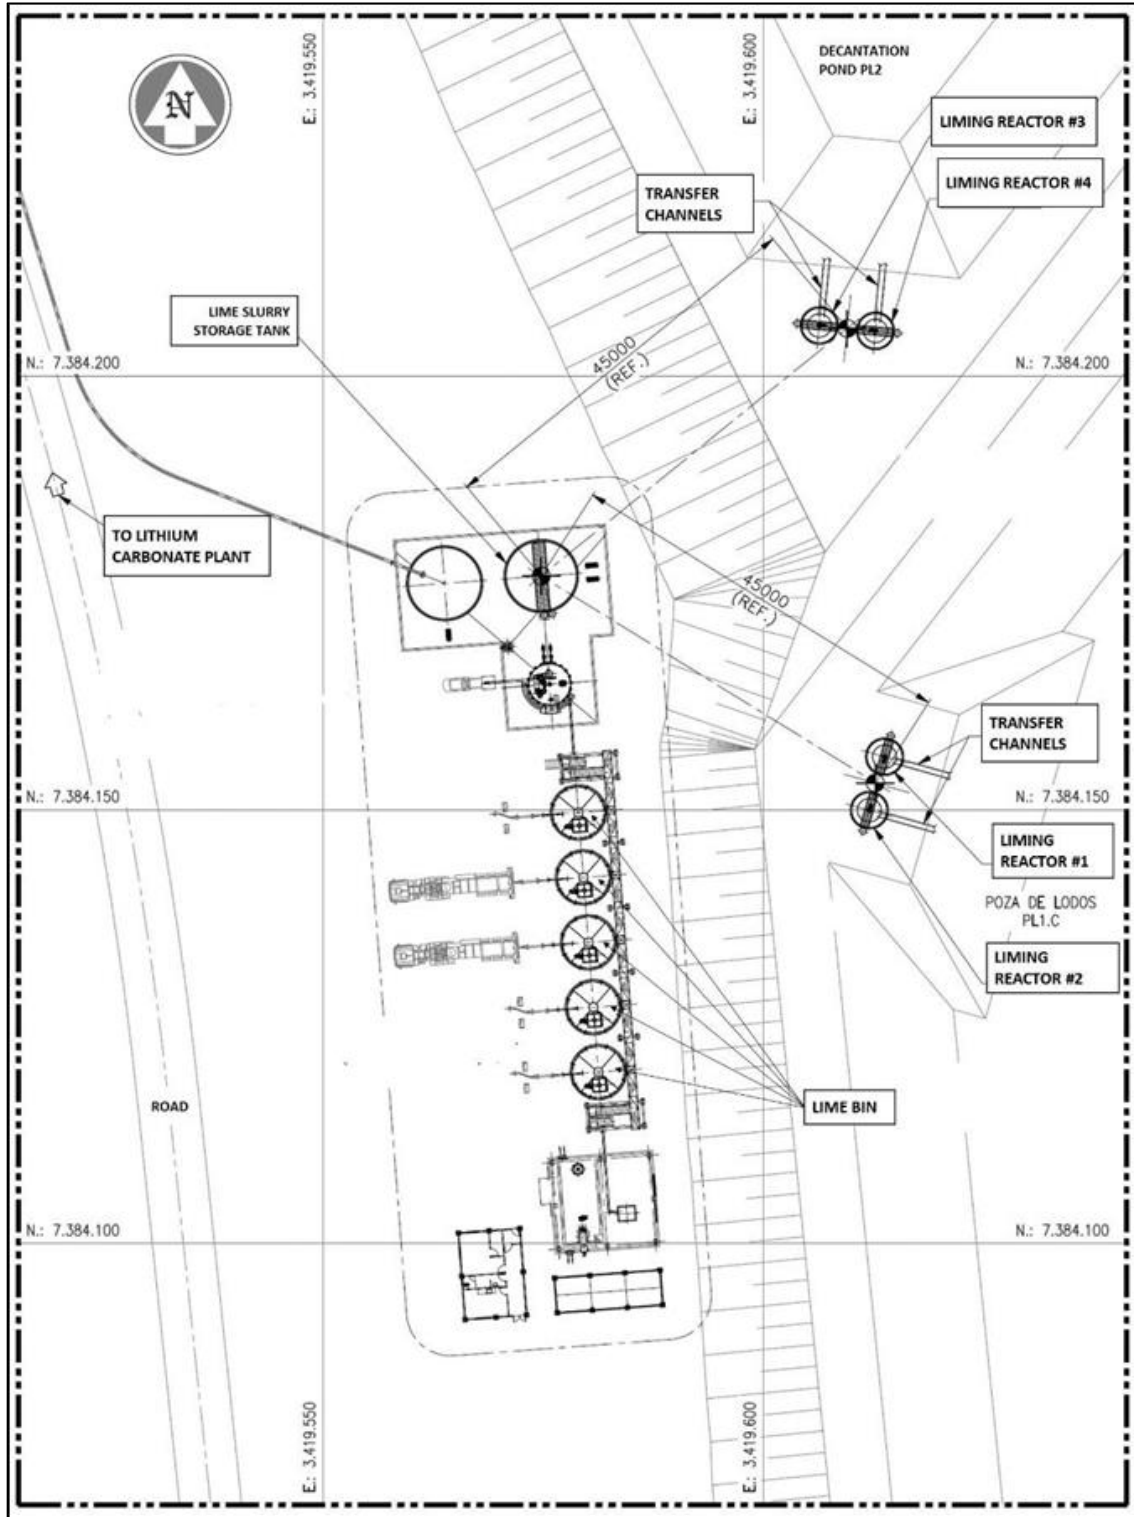 E.: 3.419.550
E.: 3.419.600
DECANTATION
POND PL2
N
LIMING REACTOR #3
LIMING REACTOR #4
TRANSFER
CHANNELS
LIME SLURRY
STORAGE TANK
45000
(REF.)
N.: 7.384.200
N.: 7.384.200
TO LITHIUM
CARBONATE PLANT
45000
(REF.)
TRANSFER
CHANNELS
N.: 7.384.150
N.: 7.384.150
LIMING
REACTOR #1
POZA DE LODOS
PL1.C
LIMING
REACTOR #2
ROAD
LIME BIN
N.: 7.384.100
N.: 7.384.100
E.: 3.419.550
E.: 3.419.600